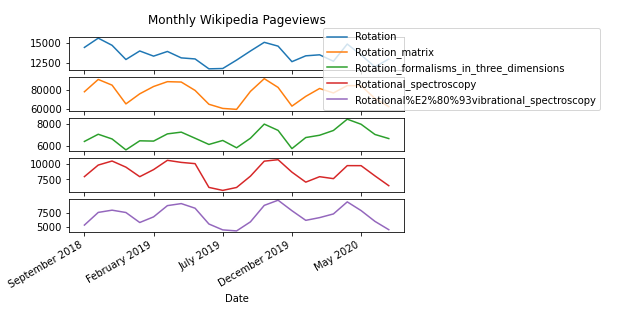 Monthly Wikipedia Pageviews
Rotation
Rotation_matrix
Rotation_formalisms_in_three_dimensions
Rotational_spectroscopy
Rotational%E2%80%93vibrational_spectroscopy
15000
12500
80000
60000
8000
6000
10000
7500
7500
5000
September 2018
February 2019
July 2019
December 2019
May 2020
Date